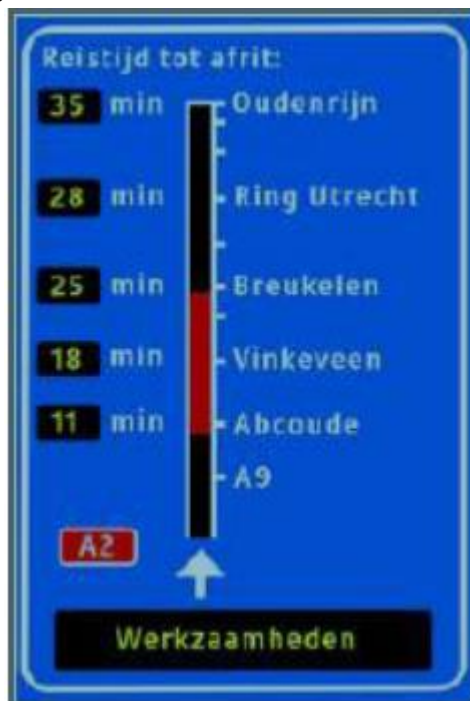 Reistijd tot afrit:
35 min Oudenrijn
28 min Ring Utrecht
25 min Breukelen
18 min Vinkeveen
11 min Abcoude
A9
A2
Werkzaamheden